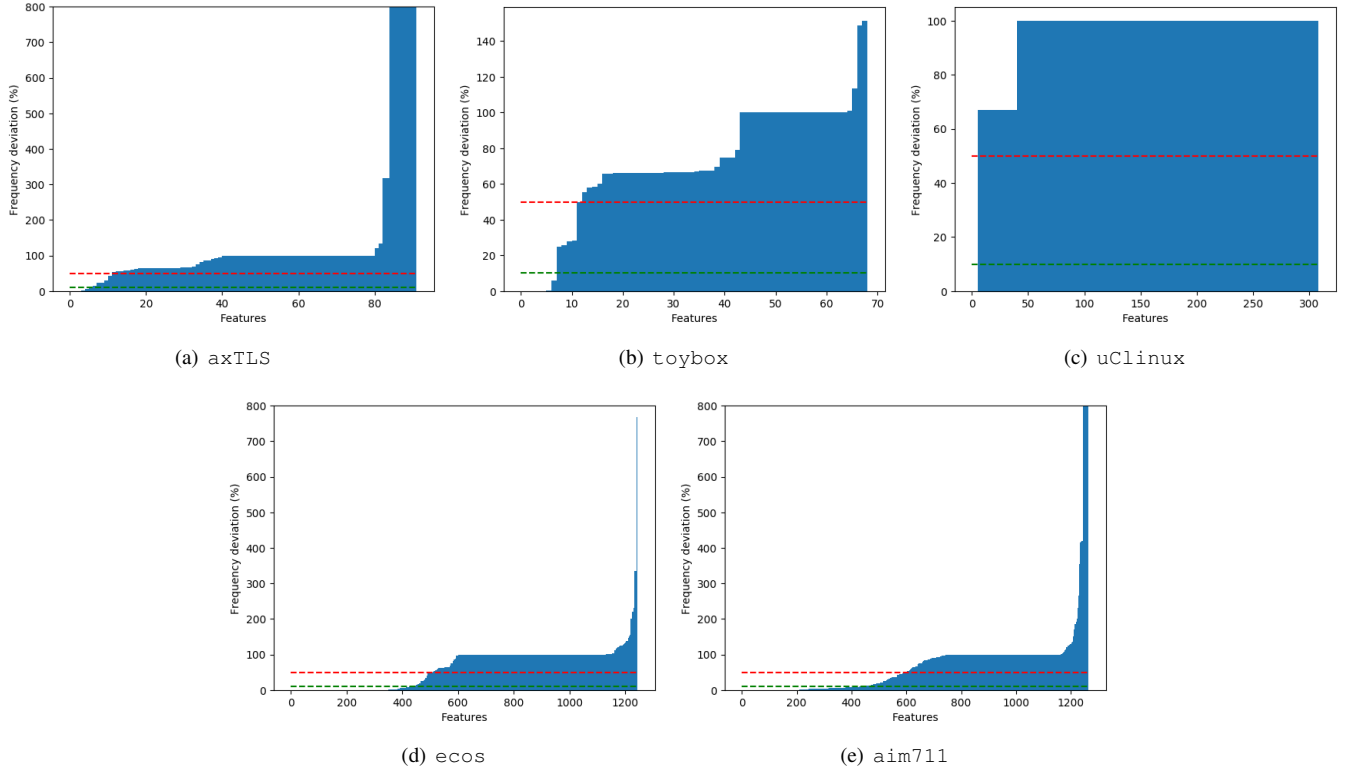 800
700
600
500
400
300
200
100
0
Frequency deviation (%)
0 20 40 60 80
Features
(a) axTLS
140
120
100
80
60
40
20
0
Frequency deviation (%)
0 10 20 30 40 50 60 70
Features
(b) toybox
100
80
60
40
20
0
Frequency deviation (%)
0 50 100 150 200 250 300
Features
(c) uClinux
800
700
600
500
400
300
200
100
0
Frequency deviation (%)
0 200 400 600 800 1000 1200
Features
(d) ecos
800
700
600
500
400
300
200
100
0
Frequency deviation (%)
0 200 400 600 800 1000 1200
Features
(e) aim711